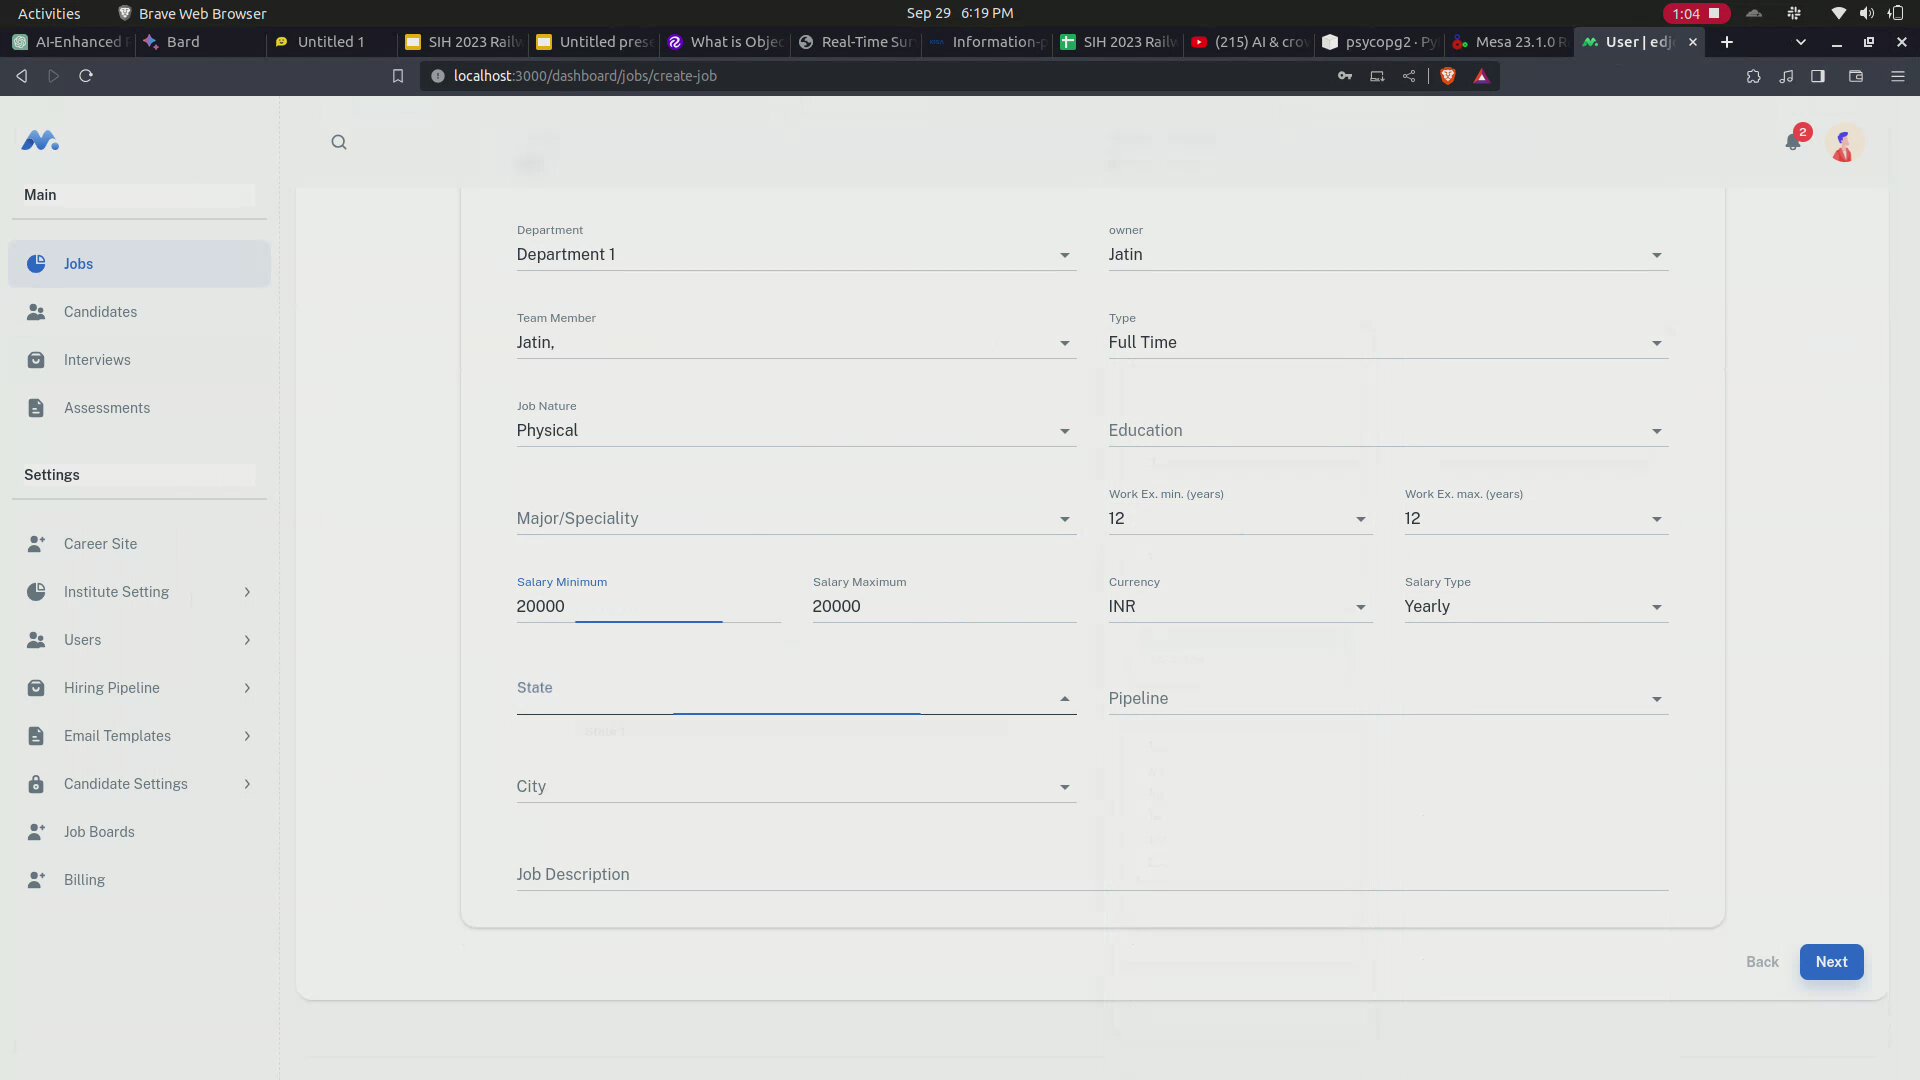 Activities
Brave Web Browser
Sep 29 6:19 PM
1:04
AI-Enhanced
Bard
Untitled 1
SIH 2023 Railw
Untitled prese
What is Objec
Real-Time Sur
Information-p
SIH 2023 Railw
(215) AI & crow
psycopg2 · Py
Mesa 23.1.0 R
User | edjo
localhost:3000/dashboard/jobs/create-job
2
Main
Jobs
Candidates
Interviews
Assessments
Settings
Career Site
Institute Setting
Users
Hiring Pipeline
Email Templates
Candidate Settings
Job Boards
Billing
Department
Department 1
owner
Jatin
Team Member
Jatin,
Type
Full Time
Job Nature
Physical
Education
Major/Speciality
Work Ex. min. (years)
12
Work Ex. max. (years)
12
Salary Minimum
20000
Salary Maximum
20000
Currency
INR
Salary Type
Yearly
State
State 1
Pipeline
City
Job Description
Back
Next